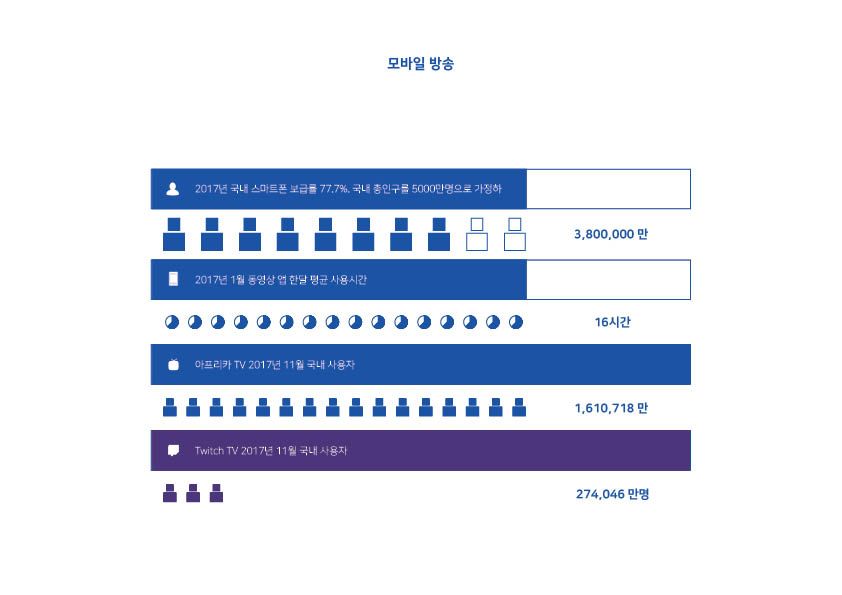 모바일 방송
2017년 국내 스마트폰 보급률 77.7%. 국내 총인구를 5000만명으로 가정하
3,800,000 만
2017년 1월 동영상 앱 한달 평균 사용시간
16시간
아프리카 TV 2017년 11월 국내 사용자
1,610,718 만
Twitch TV 2017년 11월 국내 사용자
274,046 만명